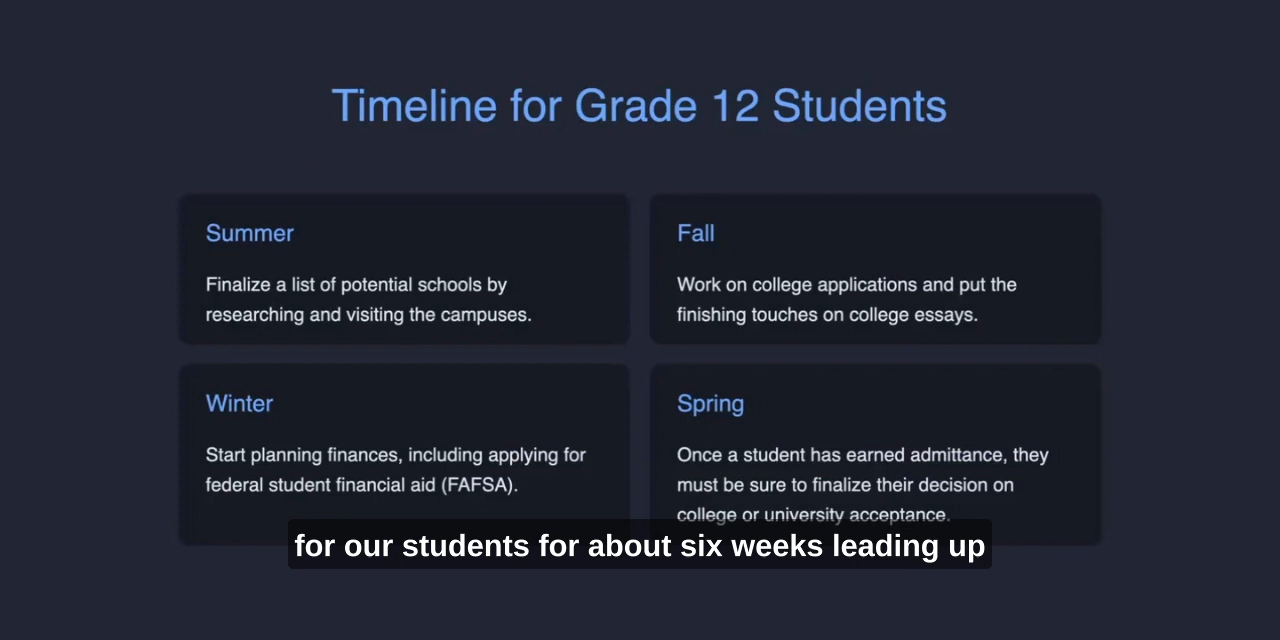 Timeline for Grade 12 Students
Summer
Finalize a list of potential schools by
researching and visiting the campuses.
Fall
Work on college applications and put the
finishing touches on college essays.
Winter
Start planning finances, including applying for
federal student financial aid (FAFSA).
Spring
Once a student has earned admittance, they
must be sure to finalize their decision on
college or university acceptance.
for our students for about six weeks leading up